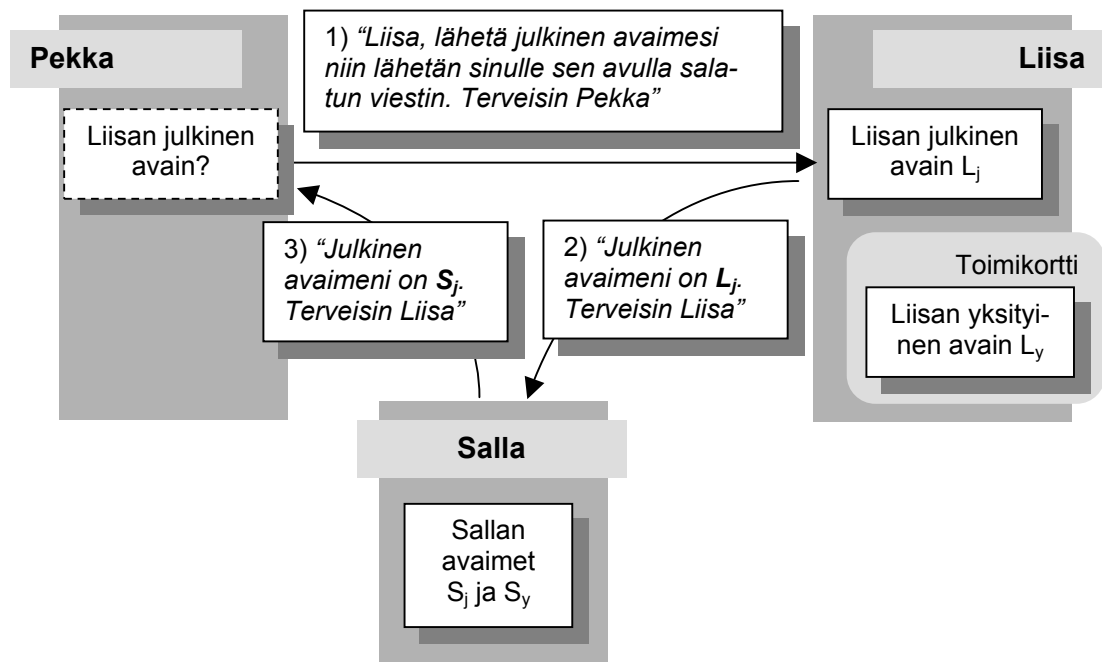 Pekka
1) “Liisa, lähetä julkinen avaimesi
niin lähetän sinulle sen avulla sala-
tun viestin. Terveisin Pekka”
Liisa
Liisan julkinen
avain?
Liisan julkinen
avain Lj
3) “Julkinen
avaimeni on Sj.
Terveisin Liisa”
2) “Julkinen
avaimeni on Lj.
Terveisin Liisa”
Toimikortti
Liisan yksityi-
nen avain Ly
Salla
Sallan
avaimet
Sj ja Sy